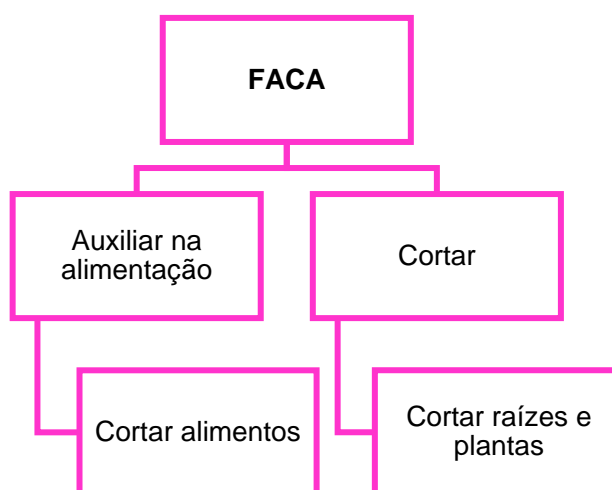 FACA
Auxiliar na
alimentação
Cortar
Cortar alimentos
Cortar raízes e
plantas